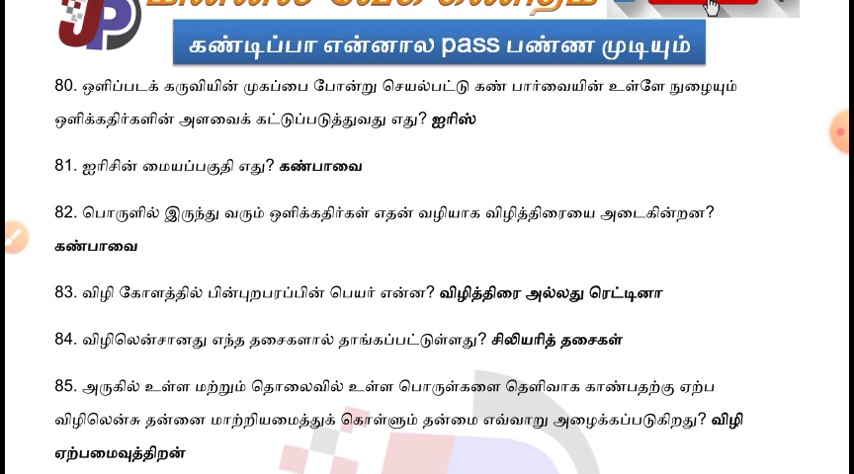 மின்னல் வேக கணிதம்
JP
கண்டிப்பா என்னால pass பண்ண முடியும்
80. ஒளிப்படக் கருவியின் முகப்பை போன்று செயல்பட்டு கண் பார்வையின் உள்ளே நுழையும்
ஒளிக்கதிர்களின் அளவைக் கட்டுப்படுத்துவது எது? ஐரிஸ்
81. ஐரிசின் மையப்பகுதி எது? கண்பாவை
82. பொருளில் இருந்து வரும் ஒளிக்கதிர்கள் எதன் வழியாக விழித்திரையை அடைகின்றன?
கண்பாவை
83. விழி கோளத்தில் பின்புறபரப்பின் பெயர் என்ன? விழித்திரை அல்லது ரெட்டினா
84. விழிலென்சானது எந்த தசைகளால் தாங்கப்பட்டுள்ளது? சிலியரித் தசைகள்
85. அருகில் உள்ள மற்றும் தொலைவில் உள்ள பொருள்களை தெளிவாக காண்பதற்கு ஏற்ப
விழிலென்சு தன்னை மாற்றியமைத்துக் கொள்ளும் தன்மை எவ்வாறு அழைக்கப்படுகிறது? விழி
ஏற்பமைவுத்திறன்